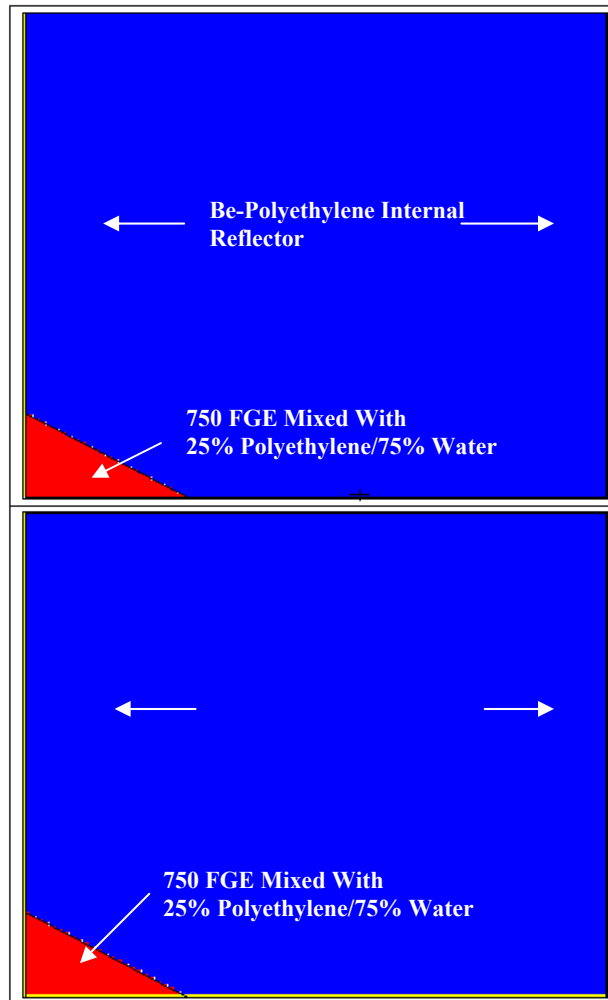 Be-Polyethylene Internal
Reflector
750 FGE Mixed With
25% Polyethylene/75% Water
750 FGE Mixed With
25% Polyethylene/75% Water